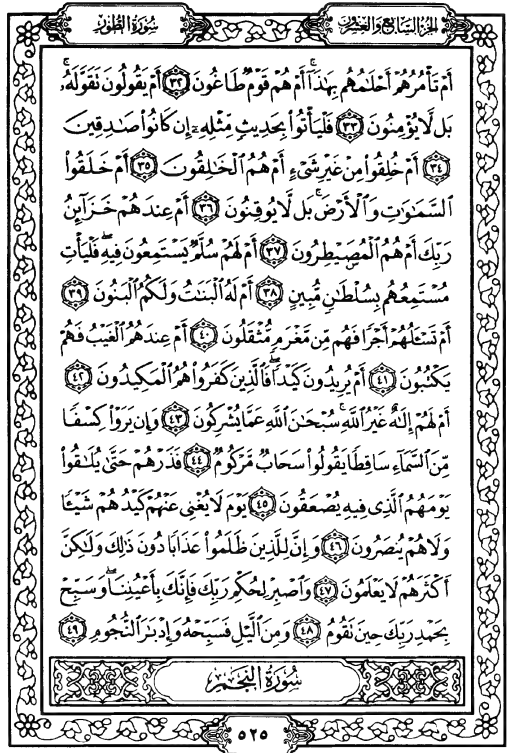 سُورَةُ الطُّورِ
الجزء السابع والعشرون
أَمْ تَأْمُرُهُمْ أَحْلَٰمُهُم بِهَٰذَآ ۚ أَمْ هُمْ قَوْمٌ طَاغُونَ ٣٢ أَمْ يَقُولُونَ تَقَوَّلَهُۥ ۚ
بَل لَّا يُؤْمِنُونَ ٣٣ فَلْيَأْتُوا۟ بِحَدِيثٍ مِّثْلِهِۦٓ إِن كَانُوا۟ صَٰدِقِينَ
٣٤ أَمْ خُلِقُوا۟ مِنْ غَيْرِ شَىْءٍ أَمْ هُمُ ٱلْخَٰلِقُونَ ٣٥ أَمْ خَلَقُوا۟
ٱلسَّمَٰوَٰتِ وَٱلْأَرْضَ ۚ بَل لَّا يُوقِنُونَ ٣٦ أَمْ عِندَهُمْ خَزَآئِنُ
رَبِّكَ أَمْ هُمُ ٱلْمُصَۣيْطِرُونَ ٣٧ أَمْ لَهُمْ سُلَّمٌ يَسْتَمِعُونَ فِيهِ ۖ فَلْيَأْتِ
مُسْتَمِعُهُم بِسُلْطَٰنٍ مُّبِينٍ ٣٨ أَمْ لَهُ ٱلْبَنَٰتُ وَلَكُمُ ٱلْبَنُونَ ٣٩
أَمْ تَسْـَٔلُهُمْ أَجْرًا فَهُم مِّن مَّغْرَمٍ مُّثْقَلُونَ ٤٠ أَمْ عِندَهُمُ ٱلْغَيْبُ فَهُمْ
يَكْتُبُونَ ٤١ أَمْ يُرِيدُونَ كَيْدًا ۖ فَٱلَّذِينَ كَفَرُوا۟ هُمُ ٱلْمَكِيدُونَ ٤٢
أَمْ لَهُمْ إِلَٰهٌ غَيْرُ ٱللَّهِ ۚ سُبْحَٰنَ ٱللَّهِ عَمَّا يُشْرِكُونَ ٤٣ وَإِن يَرَوْا۟ كِسْفًا
مِّنَ ٱلسَّمَآءِ سَاقِطًا يَقُولُوا۟ سَحَابٌ مَّرْكُومٌ ٤٤ فَذَرْهُمْ حَتَّىٰ يُلَٰقُوا۟
يَوْمَهُمُ ٱلَّذِى فِيهِ يُصْعَقُونَ ٤٥ يَوْمَ لَا يُغْنِى عَنْهُمْ كَيْدُهُمْ شَيْـًٔا
وَلَا هُمْ يُنصَرُونَ ٤٦ وَإِنَّ لِلَّذِينَ ظَلَمُوا۟ عَذَابًا دُونَ ذَٰلِكَ وَلَٰكِنَّ
أَكْثَرَهُمْ لَا يَعْلَمُونَ ٤٧ وَٱصْبِرْ لِحُكْمِ رَبِّكَ فَإِنَّكَ بِأَعْيُنِنَا ۖ وَسَبِّحْ
بِحَمْدِ رَبِّكَ حِينَ تَقُومُ ٤٨ وَمِنَ ٱلَّيْلِ فَسَبِّحْهُ وَإِدْبَٰرَ ٱلنُّجُومِ ٤٩
سُورَةُ النَّجْمِ
٥٢٥